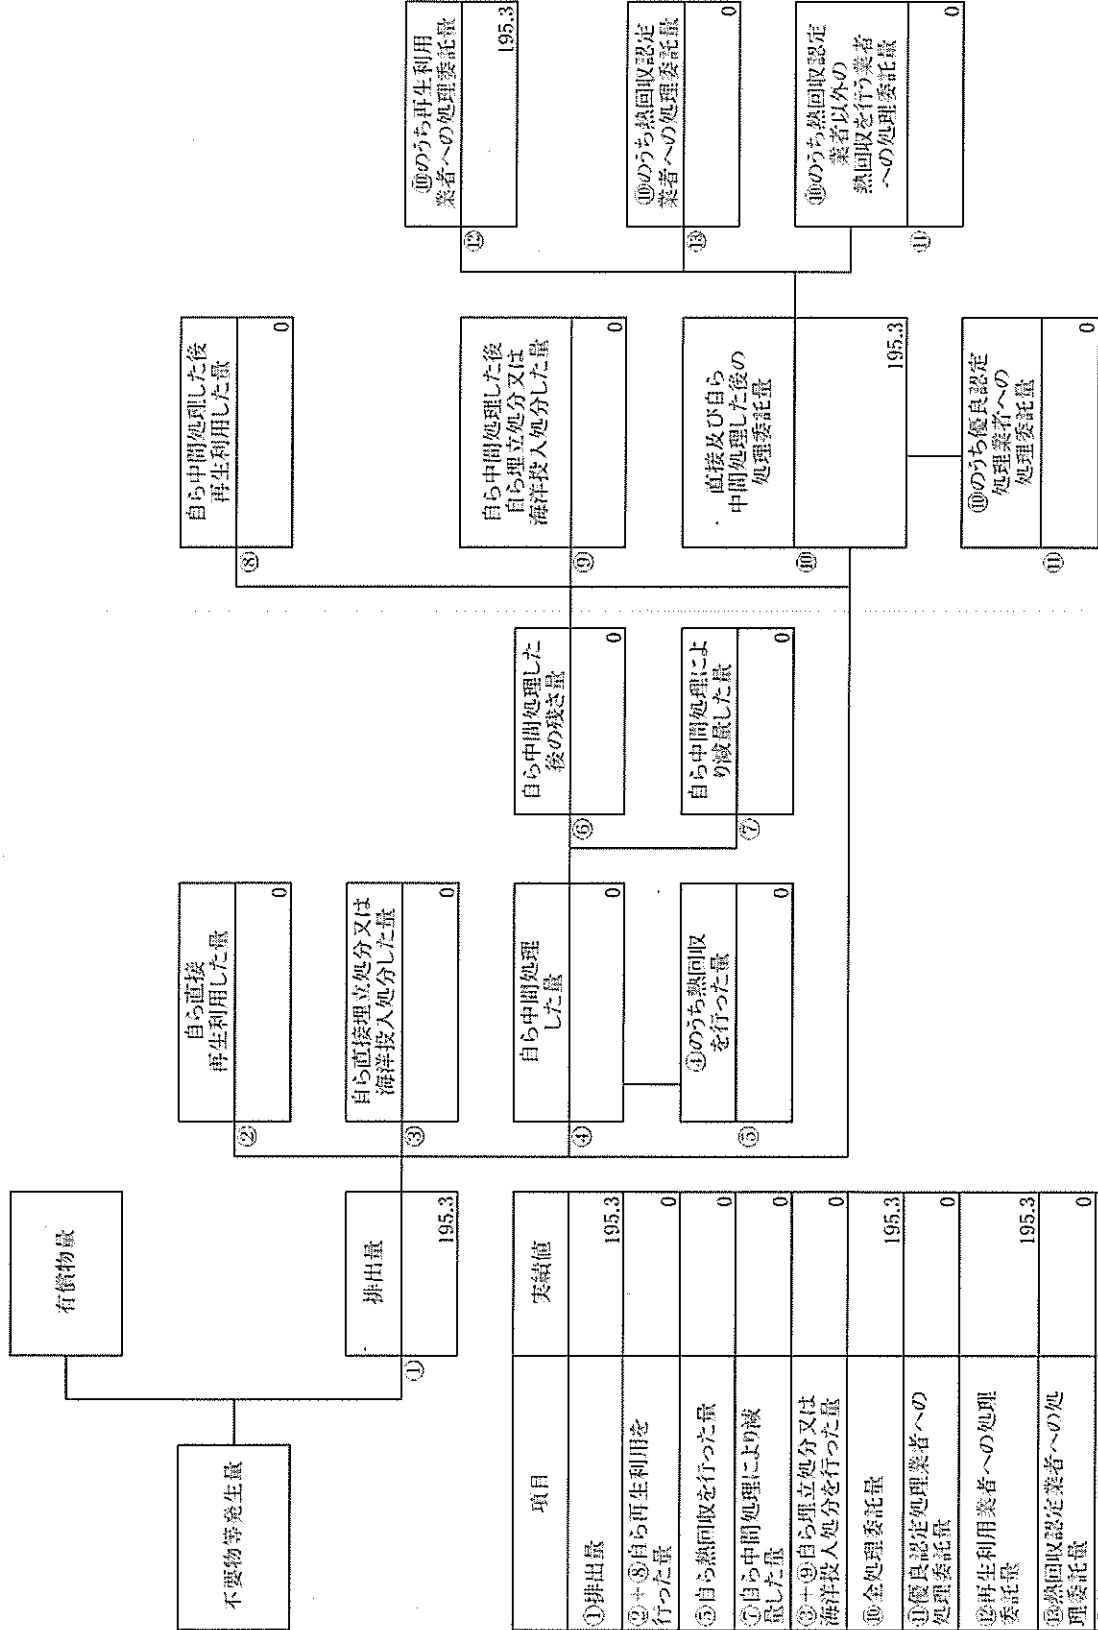 有償物量
不要物等発生量
排出量
①
195.3
自ら直接
再生利用した量
②
0
自ら直接埋立処分又は
海洋投入処分した量
③
0
自ら中間処理
した量
④
0
④のうち熱回収
を行った量
⑤
0
自ら中間処理した
後の残さ量
⑥
0
自ら中間処理によ
り減量した量
⑦
0
自ら中間処理した後
再生利用した量
⑧
0
自ら中間処理した後
自ら埋立処分又は
海洋投入処分した量
⑨
0
直接及び自ら
中間処理した後の
処理委託量
⑩
195.3
⑩のうち優良認定
処理業者への
処理委託量
⑪
0
⑩のうち再生利用
業者への処理委託量
⑫
195.3
⑩のうち熱回収認定
業者への処理委託量
⑬
0
⑩のうち熱回収認定
業者以外の
熱回収を行う業者
への処理委託量
0
項目 実績値
①排出量 195.3
②+⑧自ら再生利用を
行った量 0
⑤自ら熱回収を行った量 0
⑦自ら中間処理により減
量した量 0
③+⑨自ら埋立処分又は
海洋投入処分を行った量 0
⑩全処理委託量 195.3
⑪優良認定処理業者への
処理委託量 0
⑫再生利用業者への処理
委託量 195.3
⑬熱回収認定業者への処
理委託量 0